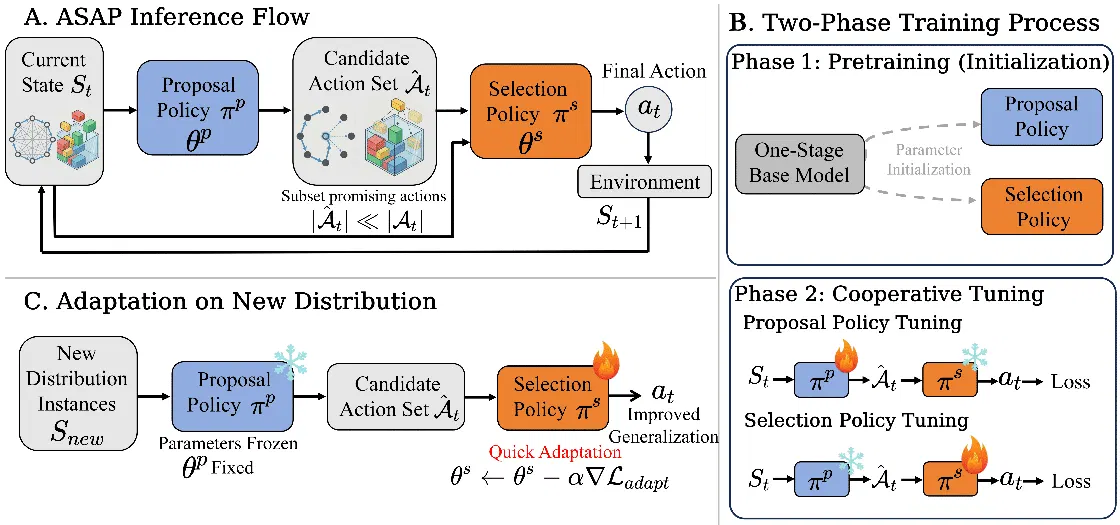 A. ASAP Inference Flow
Current
State S_t
Proposal
Policy π^p
θ^p
Candidate
Action Set Â_t
Subset promising actions
|Â_t| ≪ |A_t|
Selection
Policy π^s
θ^s
Final Action
a_t
Environment
S_{t+1}
B. Two-Phase Training Process
Phase 1: Pretraining (Initialization)
One-Stage
Base Model
Parameter
Initialization
Proposal
Policy
Selection
Policy
Phase 2: Cooperative Tuning
Proposal Policy Tuning
S_t π^p Â_t π^s a_t Loss
Selection Policy Tuning
S_t π^p Â_t π^s a_t Loss
C. Adaptation on New Distribution
New
Distribution
Instances
S_{new}
Proposal
Policy π^p
Parameters Frozen
θ^p Fixed
Candidate
Action Set Â_t
Selection
Policy π^s
Quick Adaptation
θ^s ← θ^s − α∇L_{adapt}
a_t
Improved
Generalization